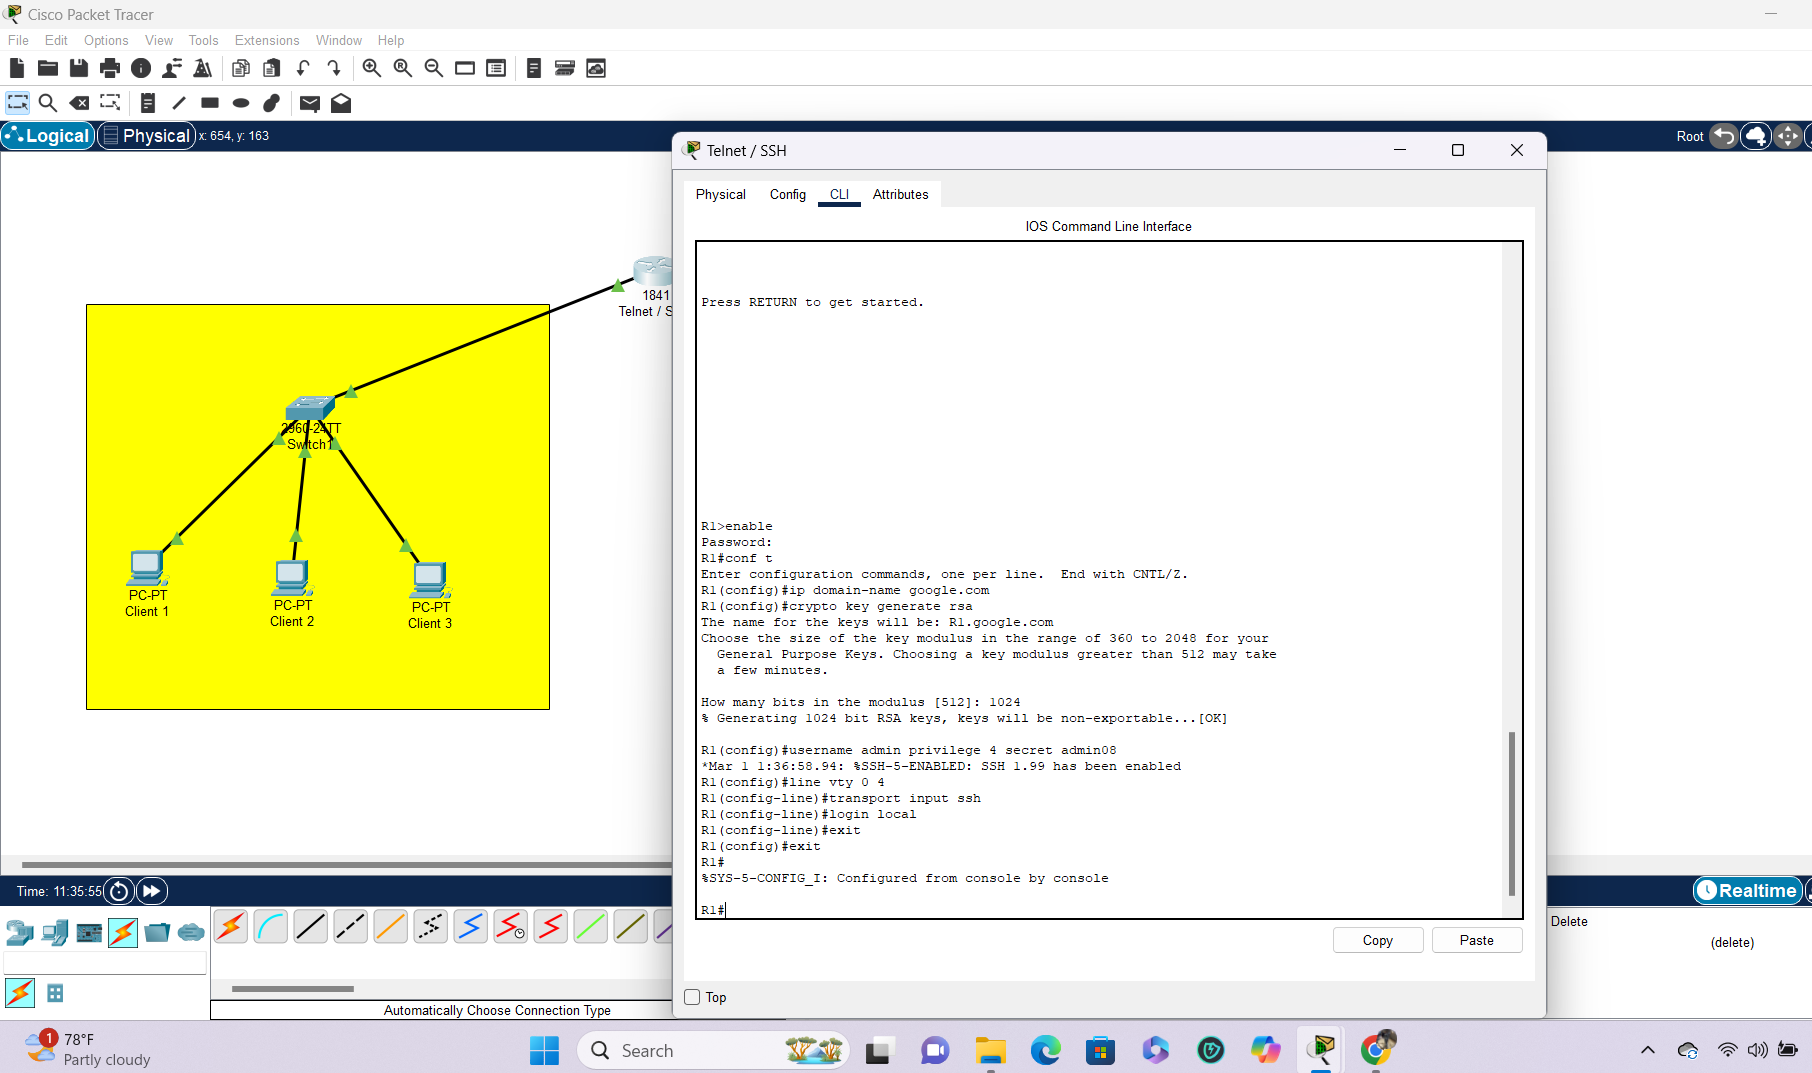 Cisco Packet Tracer
File Edit Options View Tools Extensions Window Help
Logical Physical x: 654, y: 163
Root
1841
Telnet / S
2960-24TT
Switch1
PC-PT
Client 1
PC-PT
Client 2
PC-PT
Client 3
Telnet / SSH
Physical Config CLI Attributes
IOS Command Line Interface
Press RETURN to get started.
R1>enable
Password:
R1#conf t
Enter configuration commands, one per line.  End with CNTL/Z.
R1(config)#ip domain-name google.com
R1(config)#crypto key generate rsa
The name for the keys will be: R1.google.com
Choose the size of the key modulus in the range of 360 to 2048 for your
General Purpose Keys. Choosing a key modulus greater than 512 may take
a few minutes.
How many bits in the modulus [512]: 1024
% Generating 1024 bit RSA keys, keys will be non-exportable...[OK]
R1(config)#username admin privilege 4 secret admin08
*Mar 1 1:36:58.94: %SSH-5-ENABLED: SSH 1.99 has been enabled
R1(config)#line vty 0 4
R1(config-line)#transport input ssh
R1(config-line)#login local
R1(config-line)#exit
R1(config)#exit
R1#
%SYS-5-CONFIG_I: Configured from console by console
R1#
Copy Paste
Top
Time: 11:35:55
Realtime
Delete
(delete)
Automatically Choose Connection Type
1
78°F
Partly cloudy
Search